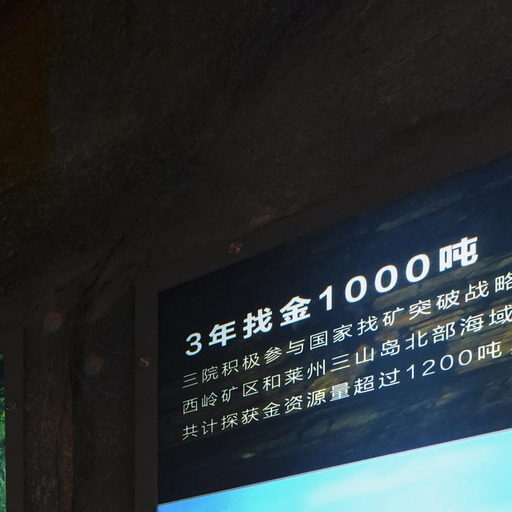 3年找金1000吨
三院积极参与国家找矿突破战略
西岭矿区和莱州三山岛北部海域
共计探获金资源量超过1200吨